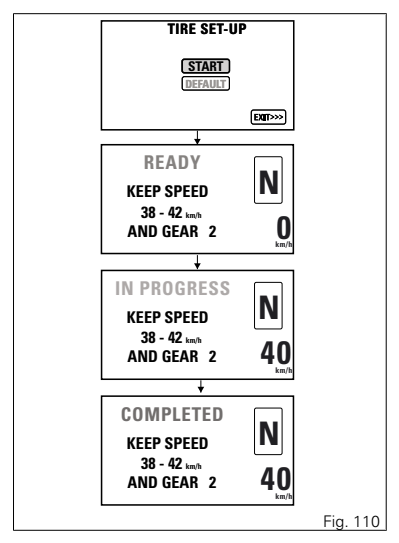 TIRE SET-UP
START
DEFAULT
EXIT>>>
READY
N
KEEP SPEED
38 - 42 km/h
AND GEAR 2
0
km/h
IN PROGRESS
N
KEEP SPEED
38 - 42 km/h
AND GEAR 2
40
km/h
COMPLETED
N
KEEP SPEED
38 - 42 km/h
AND GEAR 2
40
km/h
Fig. 110